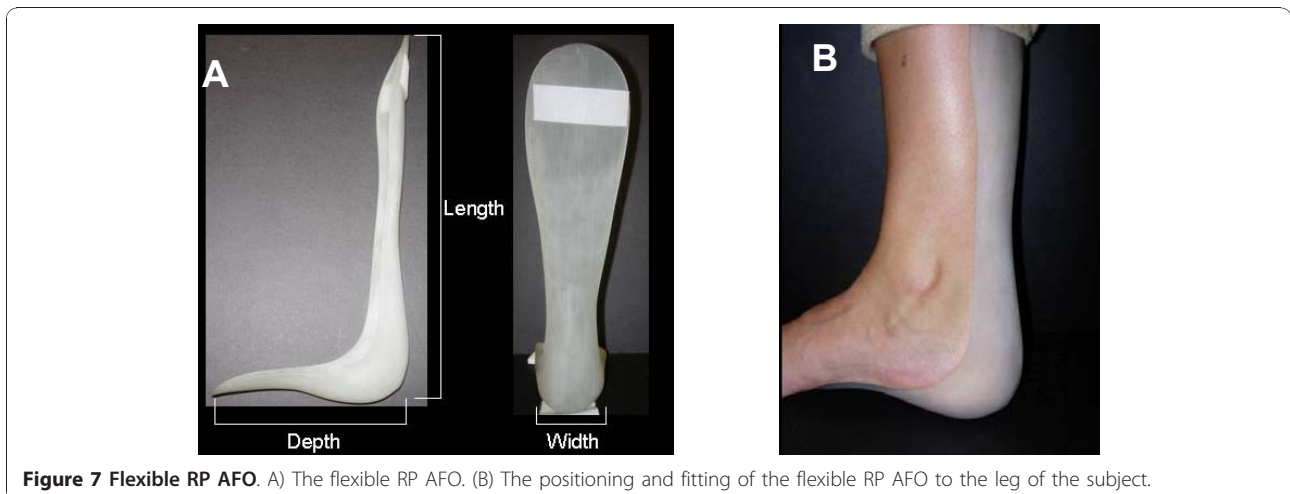 A
B
Length
Depth
Width
Figure 7 Flexible RP AFO. A) The flexible RP AFO. (B) The positioning and fitting of the flexible RP AFO to the leg of the subject.